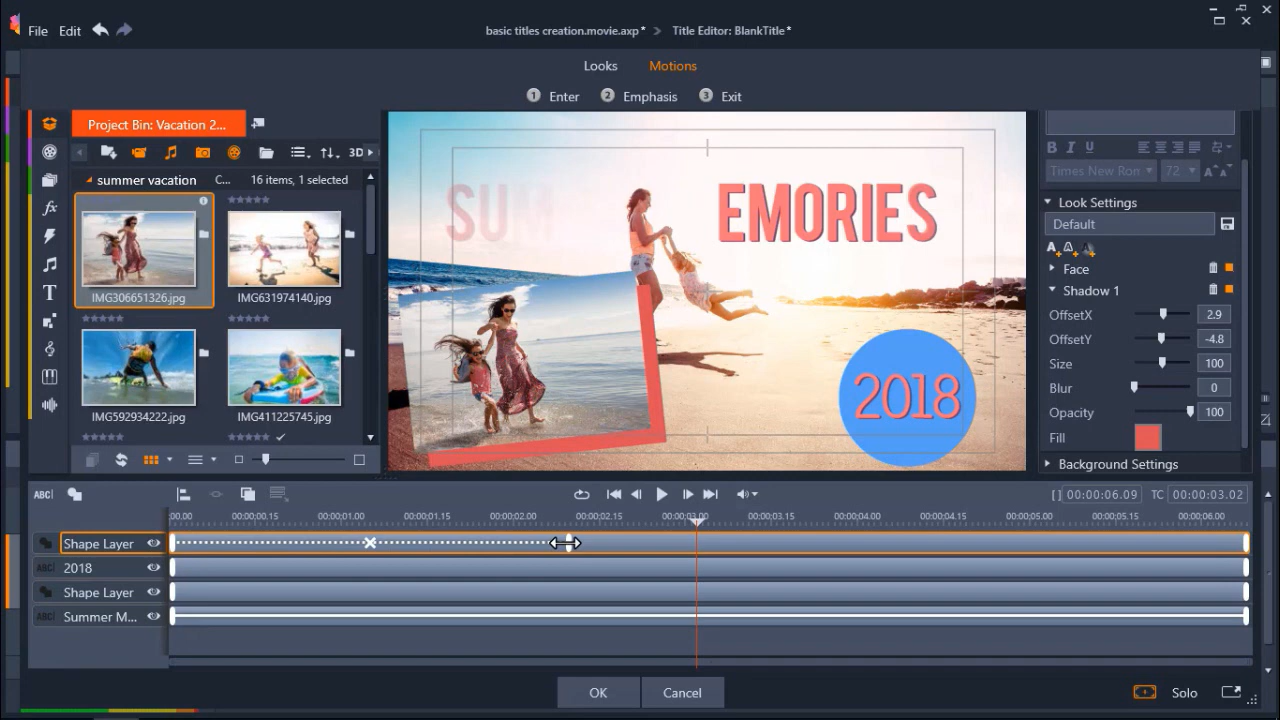 File Edit
basic titles creation.movie.axp* > Title Editor: BlankTitle*
Looks Motions
1 Enter 2 Emphasis 3 Exit
Project Bin: Vacation 2...
3D
summer vacation C... 16 items, 1 selected
IMG306651326.jpg IMG631974140.jpg
IMG592934222.jpg IMG411225745.jpg
SUM EMORIES
2018
B I U
Times New Rom 72
Look Settings
Default
Face
Shadow 1
OffsetX 2.9
OffsetY -4.8
Size 100
Blur 0
Opacity 100
Fill
Background Settings
ABC [] 00:00:06.09 TC 00:00:03.02
:00.00 00:00:00.15 00:00:01.00 00:00:01.15 00:00:02.00 00:00:02.15 00:00:03.00 00:00:03.15 00:00:04.00 00:00:04.15 00:00:05.00 00:00:05.15 00:00:06.00
Shape Layer
ABC 2018
Shape Layer
ABC Summer M...
OK Cancel Solo